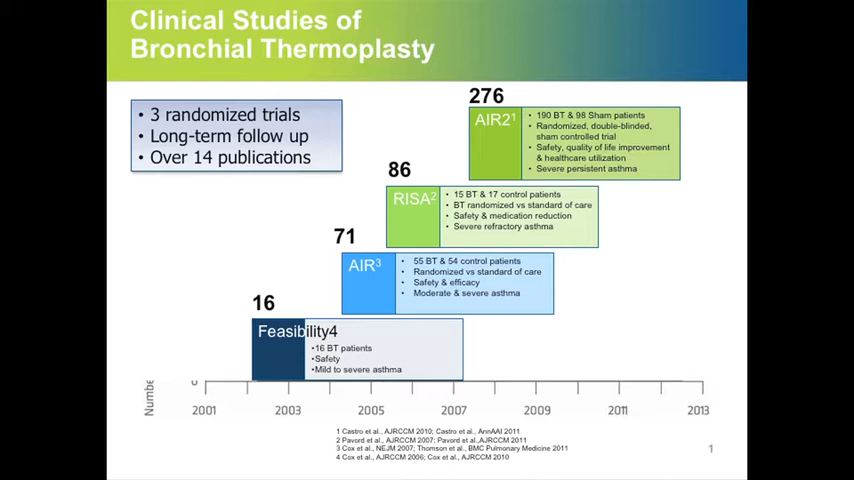 Clinical Studies of
Bronchial Thermoplasty
• 3 randomized trials
• Long-term follow up
• Over 14 publications
276
AIR2¹
• 190 BT & 98 Sham patients
• Randomized, double-blinded,
sham controlled trial
• Safety, quality of life improvement
& healthcare utilization
• Severe persistent asthma
86
RISA²
• 15 BT & 17 control patients
• BT randomized vs standard of care
• Safety & medication reduction
• Severe refractory asthma
71
AIR³
• 55 BT & 54 control patients
• Randomized vs standard of care
• Safety & efficacy
• Moderate & severe asthma
16
Feasibility4
•16 BT patients
•Safety
•Mild to severe asthma
2001 2003 2005 2007 2009 2011 2013
1 Castro et al., AJRCCM 2010; Castro et al., AnnAAI 2011
2 Pavord et al., AJRCCM 2007; Pavord et al.,AJRCCM 2011
3 Cox et al., NEJM 2007; Thomson et al., BMC Pulmonary Medicine 2011
4 Cox et al., AJRCCM 2006; Cox et al., AJRCCM 2010
1